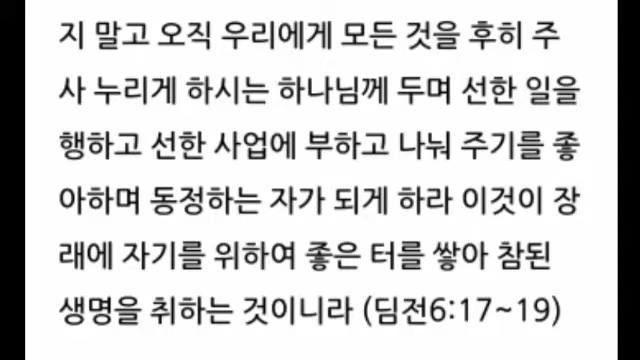 지 말고 오직 우리에게 모든 것을 후히 주
사 누리게 하시는 하나님께 두며 선한 일을
행하고 선한 사업에 부하고 나눠 주기를 좋
아하며 동정하는 자가 되게 하라 이것이 장
래에 자기를 위하여 좋은 터를 쌓아 참된
생명을 취하는 것이니라 (딤전6:17~19)